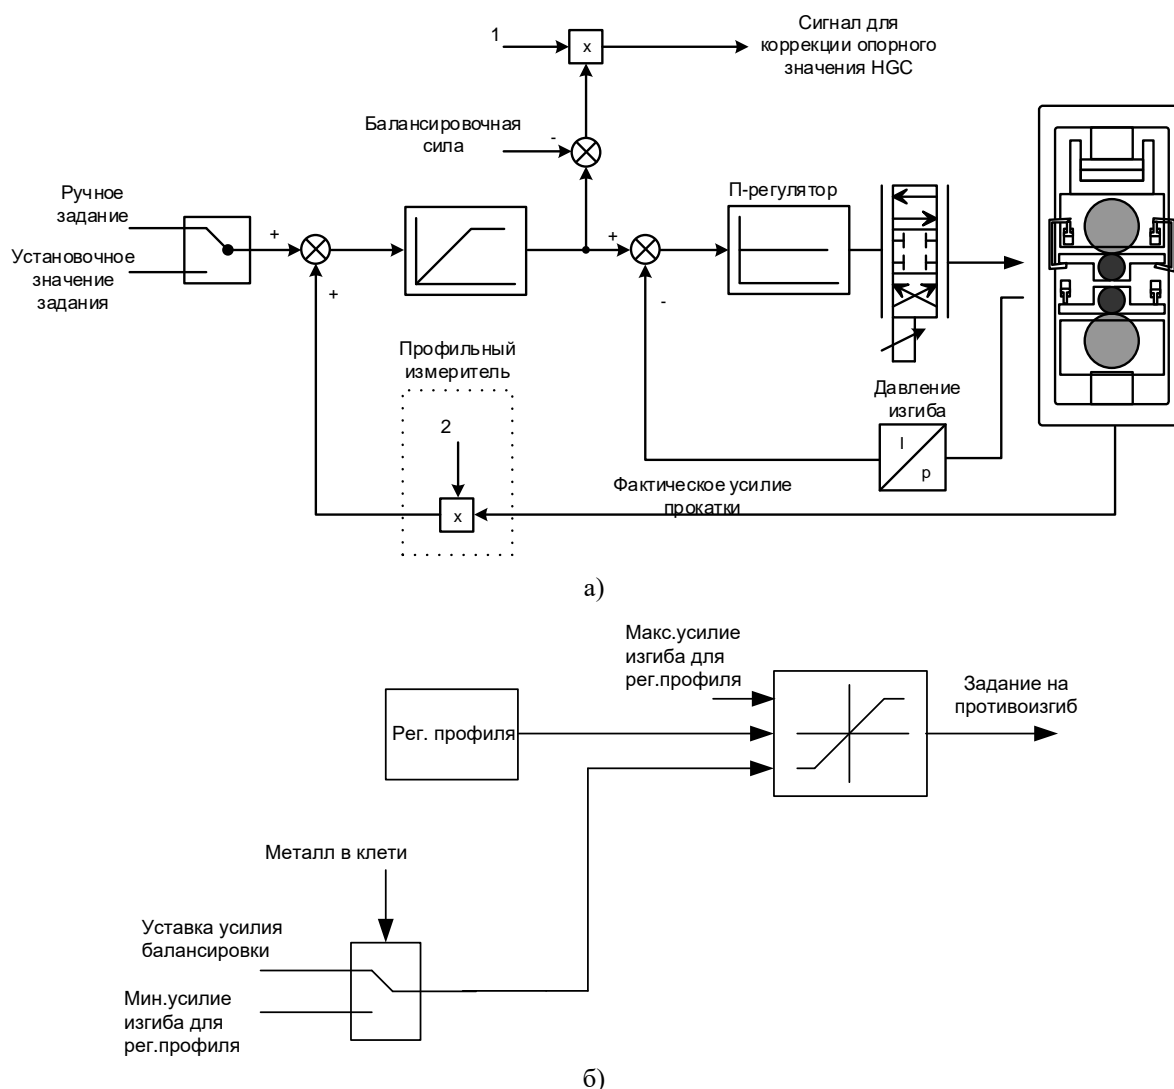 1
x
Сигнал для
коррекции опорного
значения HGC
Балансировочная
сила
-
Ручное
задание
Установочное
значение
задания
+
+
П-регулятор
+
-
Профильный
измеритель
2
x
Давление
изгиба
I
p
Фактическое усилие
прокатки
а)
Макс.усилие
изгиба для
рег.профиля
Рег. профиля
Задание на
противоизгиб
Металл в клети
Уставка усилия
балансировки
Мин.усилие
изгиба для
рег.профиля
б)